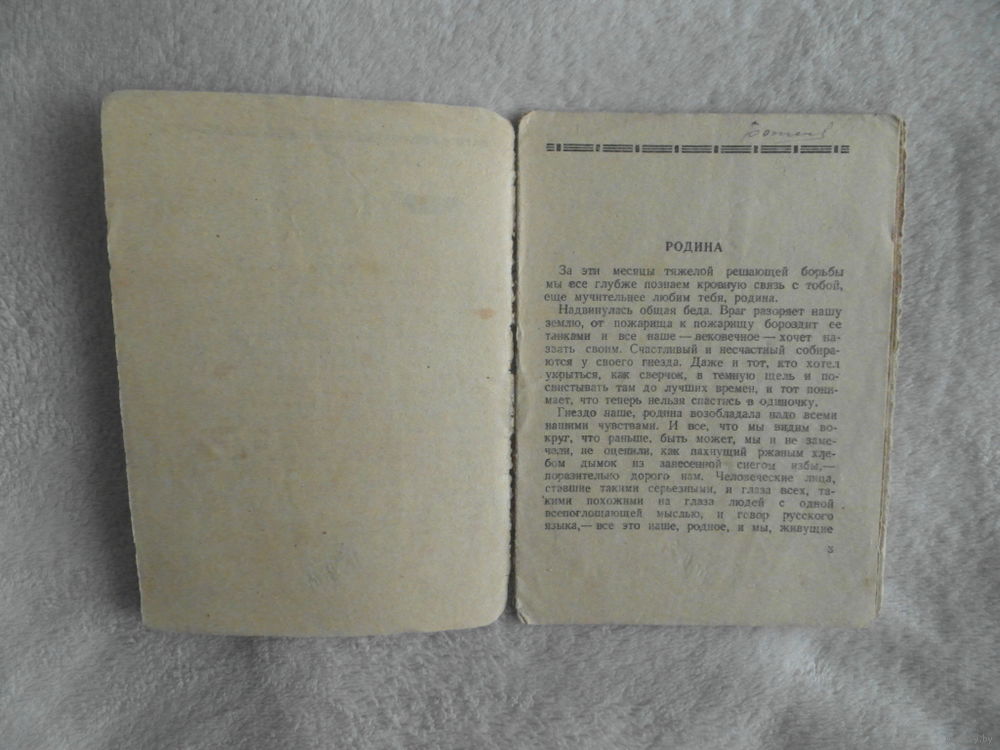 РОДИНА
За эти месяцы тяжелой решающей борьбы
мы все глубже познаем кровную связь с тобой,
еще мучительнее любим тебя, родина.
Надвинулась общая беда. Враг разоряет нашу
землю, от пожарища к пожарищу бороздит ее
танками и все наше — вековечное — хочет на-
звать своим. Счастливый и несчастный собира-
ются у своего гнезда. Даже и тот, кто хотел
укрыться, как сверчок, в темную щель и по-
свистывать там до лучших времен, и тот пони-
мает, что теперь нельзя спастись в одиночку.
Гнездо наше, родина возобладала надо всеми
нашими чувствами. И все, что мы видим во-
круг, что раньше, быть может, мы и не заме-
чали, не оценили, как пахнущий ржаным хле-
бом дымок из занесенной снегом избы,—
поразительно дорого нам. Человеческие лица,
ставшие такими серьезными, и глаза всех, та-
кими похожими на глаза людей с одной
всепоглощающей мыслью, и говор русского
языка,— все это наше, родное, и мы, живущие
3